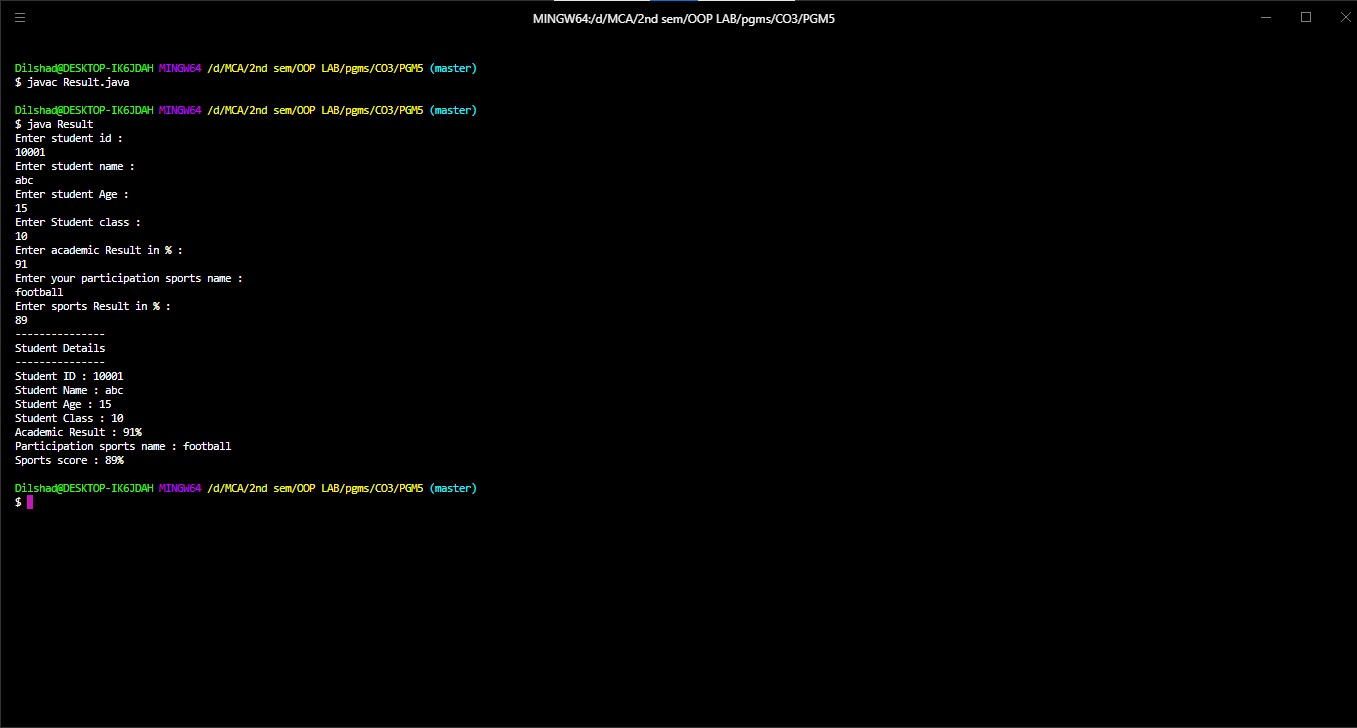 MINGW64:/d/MCA/2nd sem/OOP LAB/pgms/CO3/PGM5
Dilshad@DESKTOP-IK6JDAH MINGW64 /d/MCA/2nd sem/OOP LAB/pgms/CO3/PGM5 (master)
$ javac Result.java
Dilshad@DESKTOP-IK6JDAH MINGW64 /d/MCA/2nd sem/OOP LAB/pgms/CO3/PGM5 (master)
$ java Result
Enter student id :
10001
Enter student name :
abc
Enter student Age :
15
Enter Student class :
10
Enter academic Result in % :
91
Enter your participation sports name :
football
Enter sports Result in % :
89
---------------
Student Details
---------------
Student ID : 10001
Student Name : abc
Student Age : 15
Student Class : 10
Academic Result : 91%
Participation sports name : football
Sports score : 89%
Dilshad@DESKTOP-IK6JDAH MINGW64 /d/MCA/2nd sem/OOP LAB/pgms/CO3/PGM5 (master)
$